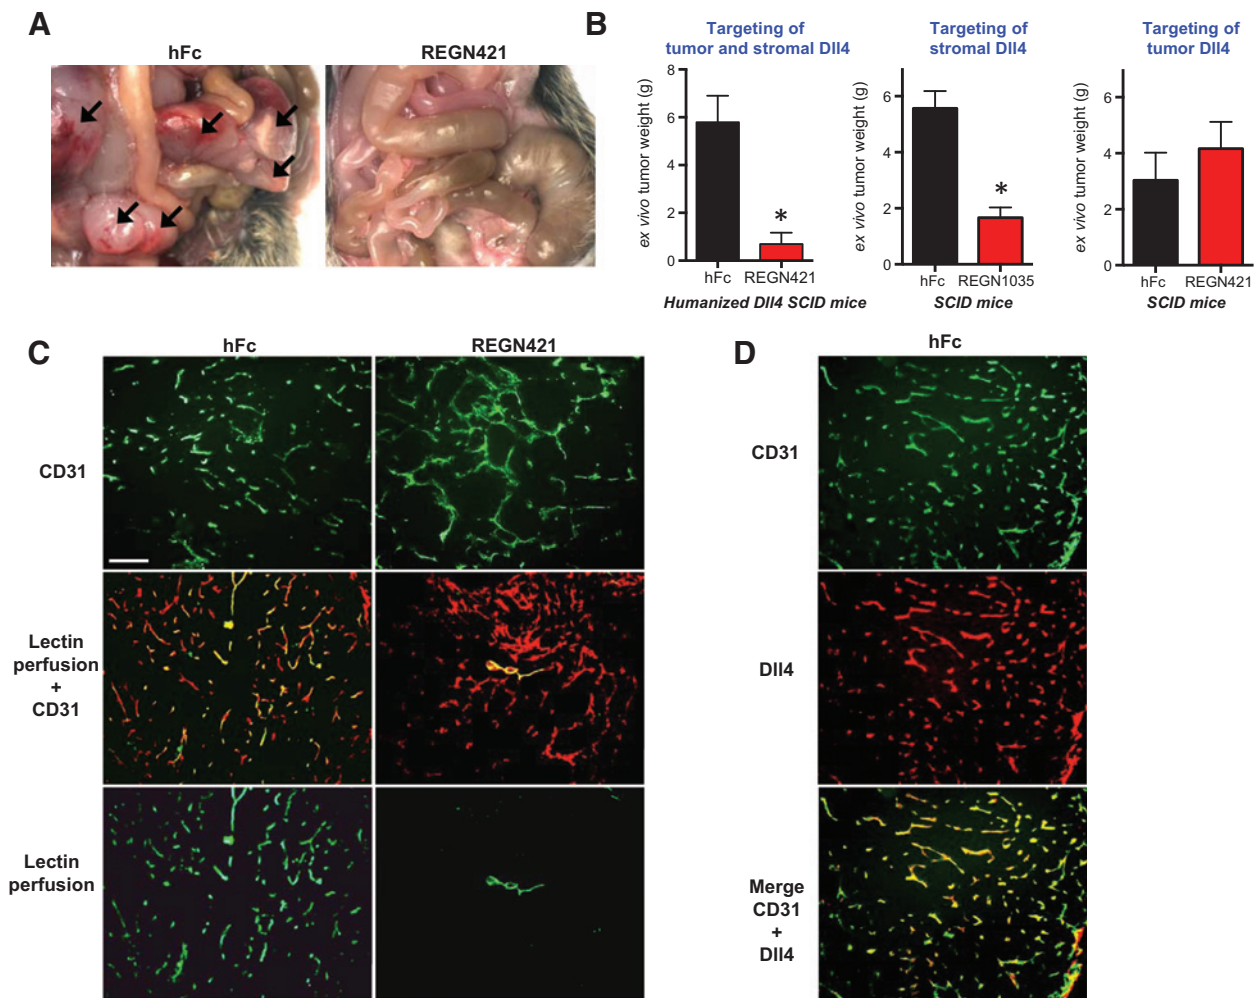 A
hFc
REGN421
B
Targeting of
tumor and stromal Dll4
Targeting of
stromal Dll4
Targeting of
tumor Dll4
ex vivo tumor weight (g)
8
6
4
2
0
*
hFc
REGN421
Humanized Dll4 SCID mice
ex vivo tumor weight (g)
6
4
2
0
*
hFc
REGN1035
SCID mice
ex vivo tumor weight (g)
6
4
2
0
hFc
REGN421
SCID mice
C
hFc
REGN421
CD31
Lectin
perfusion
+
CD31
Lectin
perfusion
D
hFc
CD31
Dll4
Merge
CD31
+
Dll4